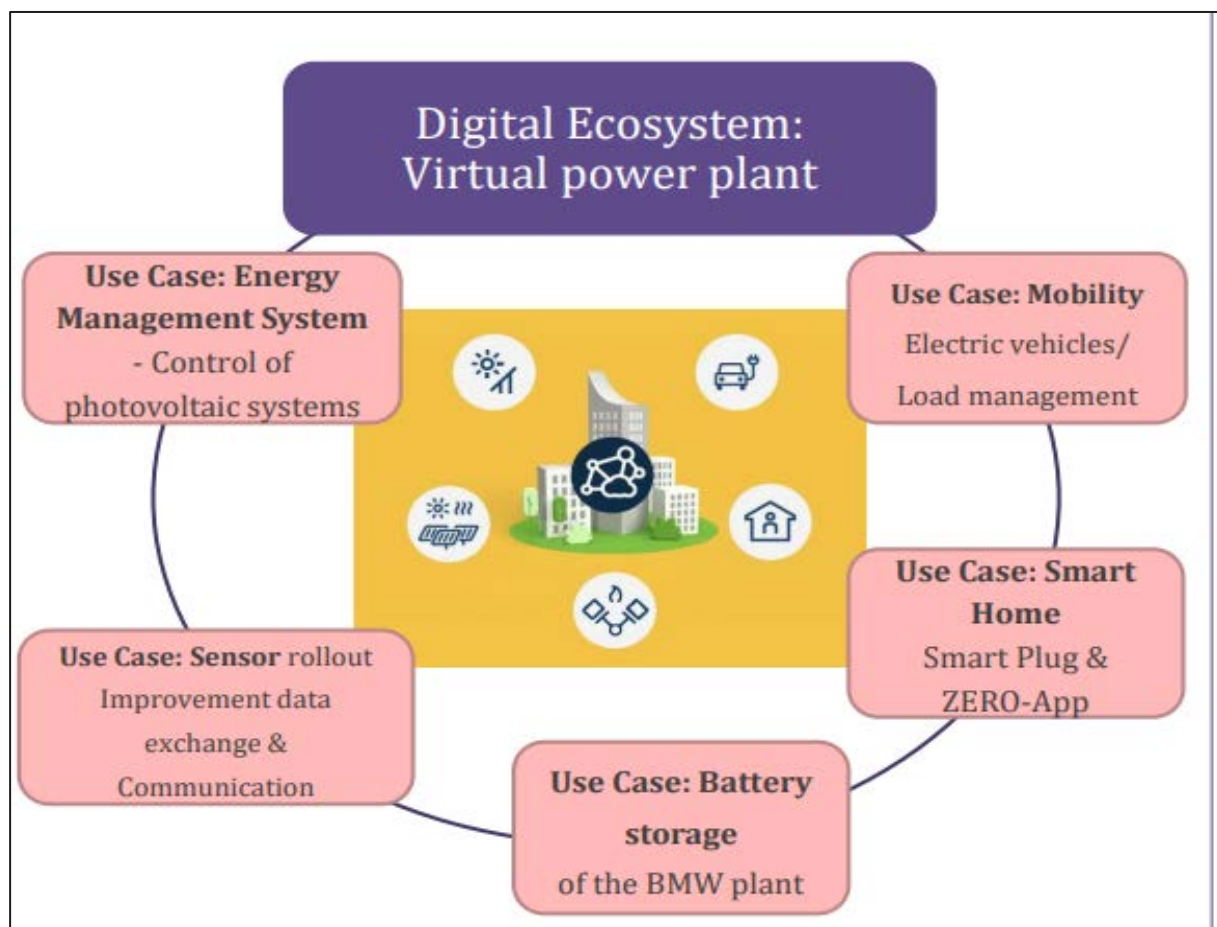 Digital Ecosystem:
Virtual power plant
Use Case: Energy
Management System
- Control of
photovoltaic systems
Use Case: Mobility
Electric vehicles/
Load management
Use Case: Smart
Home
Smart Plug &
ZERO-App
Use Case: Sensor rollout
Improvement data
exchange &
Communication
Use Case: Battery
storage
of the BMW plant